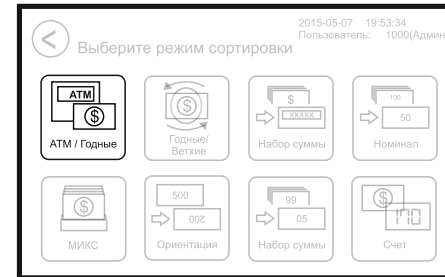 2015-05-07 19:53:34
Пользователь: 1000(Админ
Выберите режим сортировки
ATM
$
ATM / Годные
$
Годные/
Ветхие
$
XXXXX
Набор суммы
100
50
Номинал
$
МИКС
500
200
Ориентация
99
05
Набор суммы
$
170
Счет